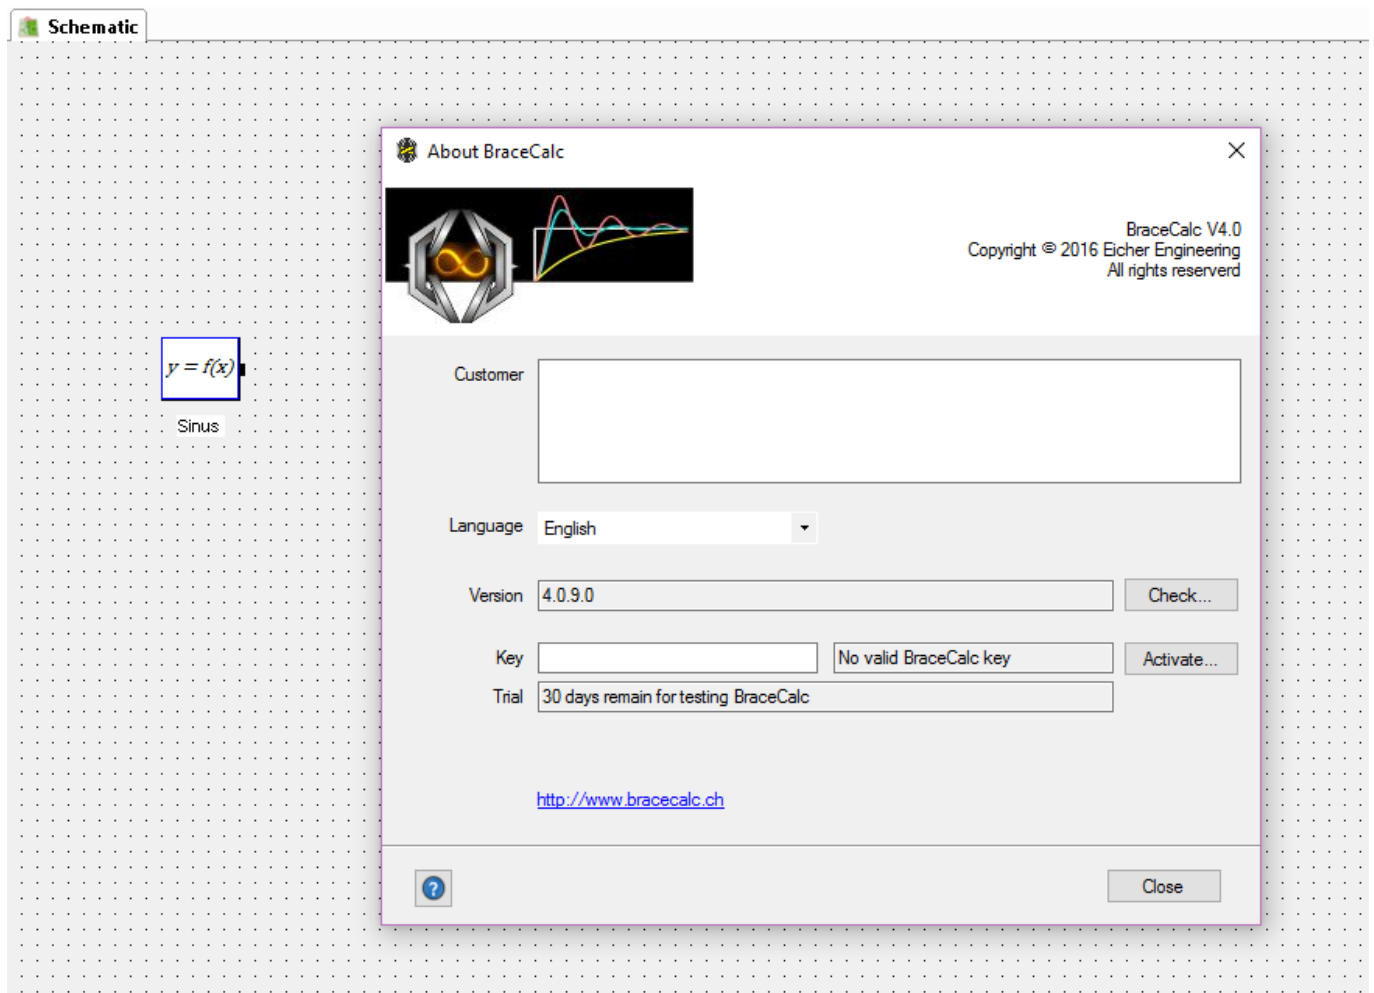 Schematic
About BraceCalc
BraceCalc V4.0
Copyright © 2016 Eicher Engineering
All rights reserverd
y = f(x)
Sinus
Customer
Language English
Version 4.0.9.0 Check...
Key No valid BraceCalc key Activate...
Trial 30 days remain for testing BraceCalc
http://www.bracecalc.ch
? Close